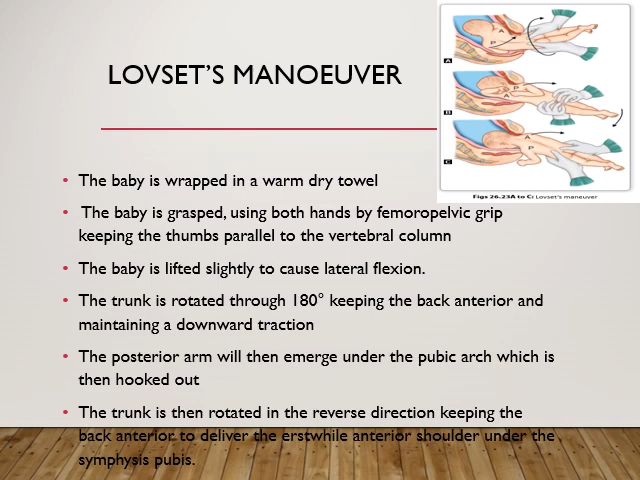 LOVSET'S MANOEUVER
A
P
A
P
A
B
A
P
C
Figs 26.23A to C: Lovset's maneuver
• The baby is wrapped in a warm dry towel
• The baby is grasped, using both hands by femoropelvic grip
keeping the thumbs parallel to the vertebral column
• The baby is lifted slightly to cause lateral flexion.
• The trunk is rotated through 180° keeping the back anterior and
maintaining a downward traction
• The posterior arm will then emerge under the pubic arch which is
then hooked out
• The trunk is then rotated in the reverse direction keeping the
back anterior to deliver the erstwhile anterior shoulder under the
symphysis pubis.